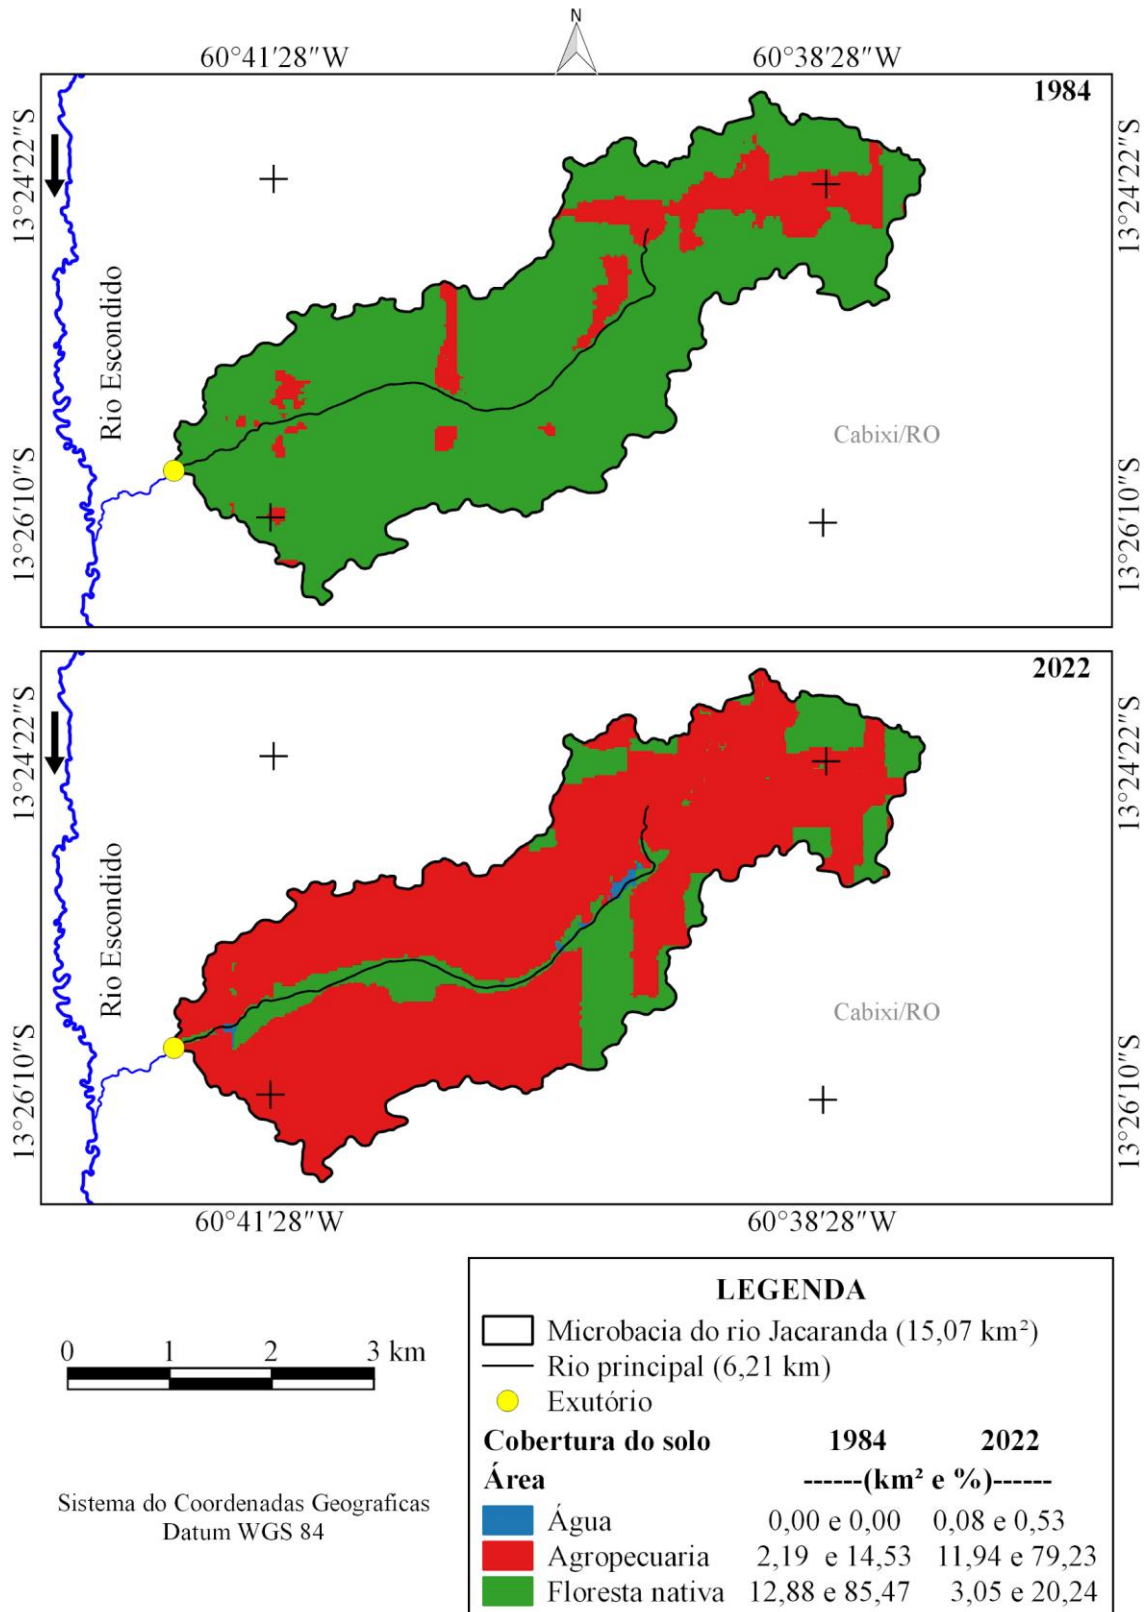 N
60°41'28"W 60°38'28"W
1984
13°24'22"S
13°24'22"S
Rio Escondido
Cabixi/RO
13°26'10"S
13°26'10"S
2022
13°24'22"S
13°24'22"S
Rio Escondido
Cabixi/RO
13°26'10"S
13°26'10"S
60°41'28"W 60°38'28"W
LEGENDA
Microbacia do rio Jacaranda (15,07 km²)
Rio principal (6,21 km)
Exutório
Cobertura do solo 1984 2022
Área ------(km² e %)------
Água 0,00 e 0,00 0,08 e 0,53
Agropecuaria 2,19 e 14,53 11,94 e 79,23
Floresta nativa 12,88 e 85,47 3,05 e 20,24
0 1 2 3 km
Sistema do Coordenadas Geograficas
Datum WGS 84